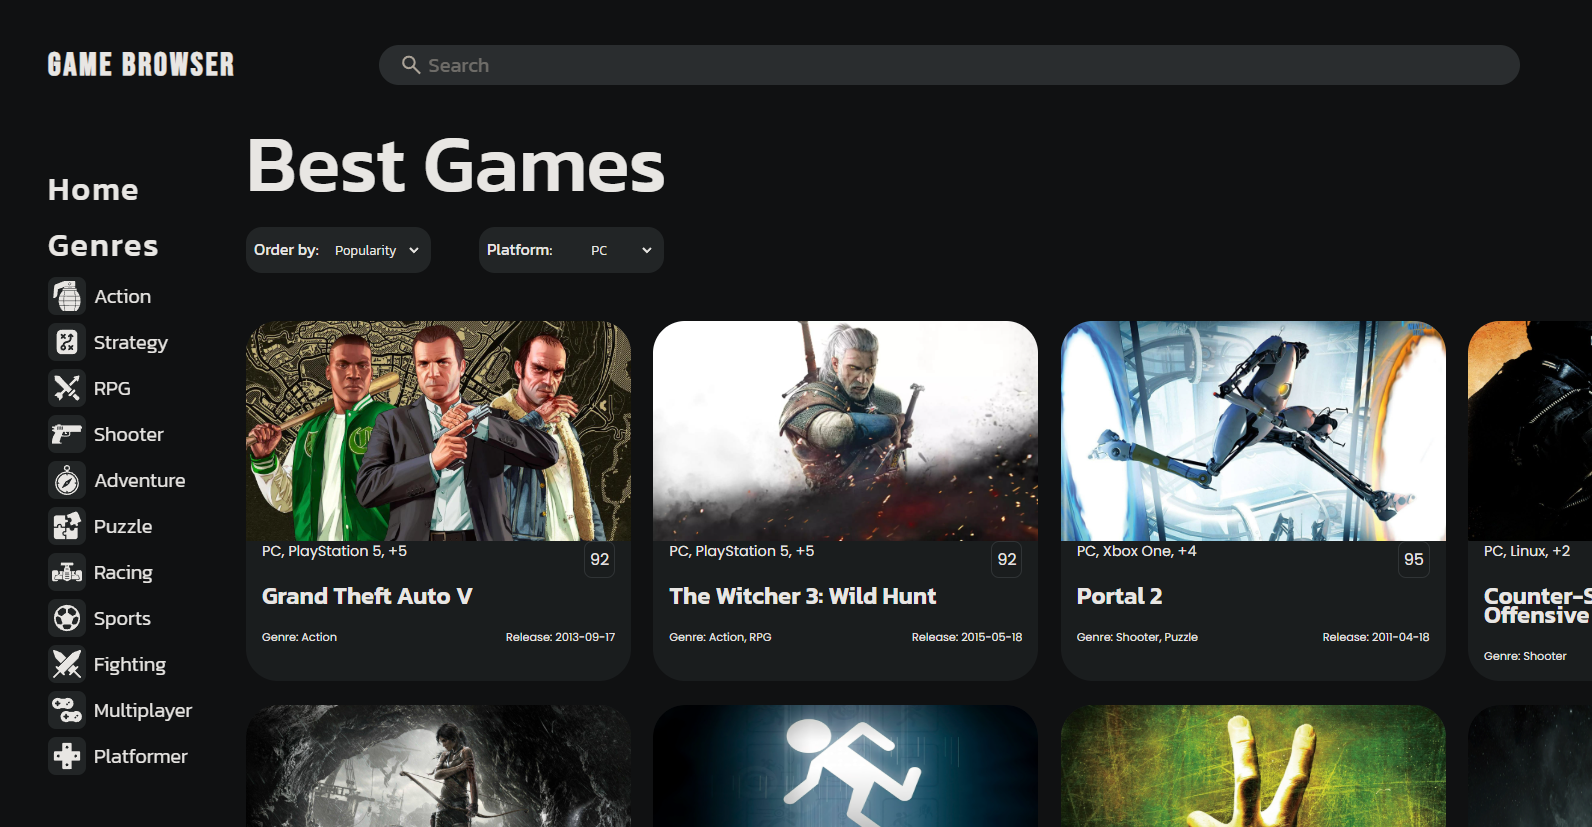 GAME BROWSER
Search
Best Games
Home
Genres
Action
Strategy
RPG
Shooter
Adventure
Puzzle
Racing
Sports
Fighting
Multiplayer
Platformer
Order by: Popularity
Platform: PC
PC, PlayStation 5, +5
92
Grand Theft Auto V
Genre: Action
Release: 2013-09-17
PC, PlayStation 5, +5
92
The Witcher 3: Wild Hunt
Genre: Action, RPG
Release: 2015-05-18
PC, Xbox One, +4
95
Portal 2
Genre: Shooter, Puzzle
Release: 2011-04-18
PC, Linux, +2
Counter-S
Offensive
Genre: Shooter